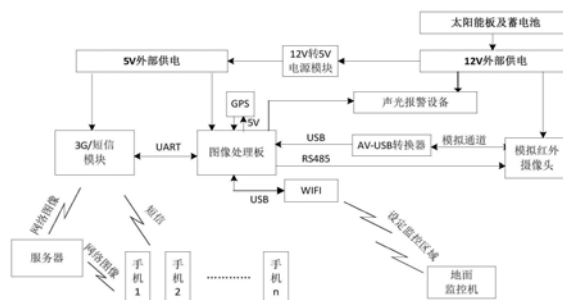 太阳能板及蓄电池
5V外部供电
12V转5V
电源模块
12V外部供电
GPS
5V
声光报警设备
3G/短信
模块
UART
图像处理板
USB
AV-USB转换器
模拟通道
模拟红外
摄像头
RS485
USB
WIFI
网络图像
短信
设定监控区域
服务器
网络图像
手机1
手机2
…………
手机n
地面
监控机